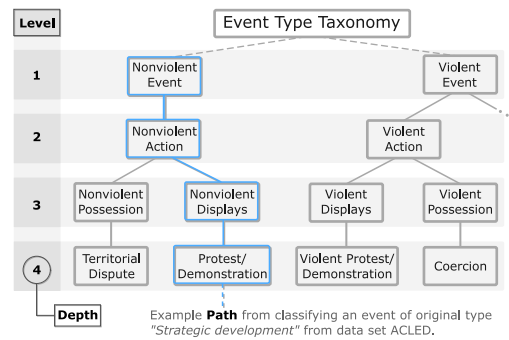 Level
Event Type Taxonomy
1
Nonviolent
Event
Violent
Event
2
Nonviolent
Action
Violent
Action
3
Nonviolent
Possession
Nonviolent
Displays
Violent
Displays
Violent
Possession
4
Territorial
Dispute
Protest/
Demonstration
Violent Protest/
Demonstration
Coercion
Depth
Example Path from classifying an event of original type
"Strategic development" from data set ACLED.